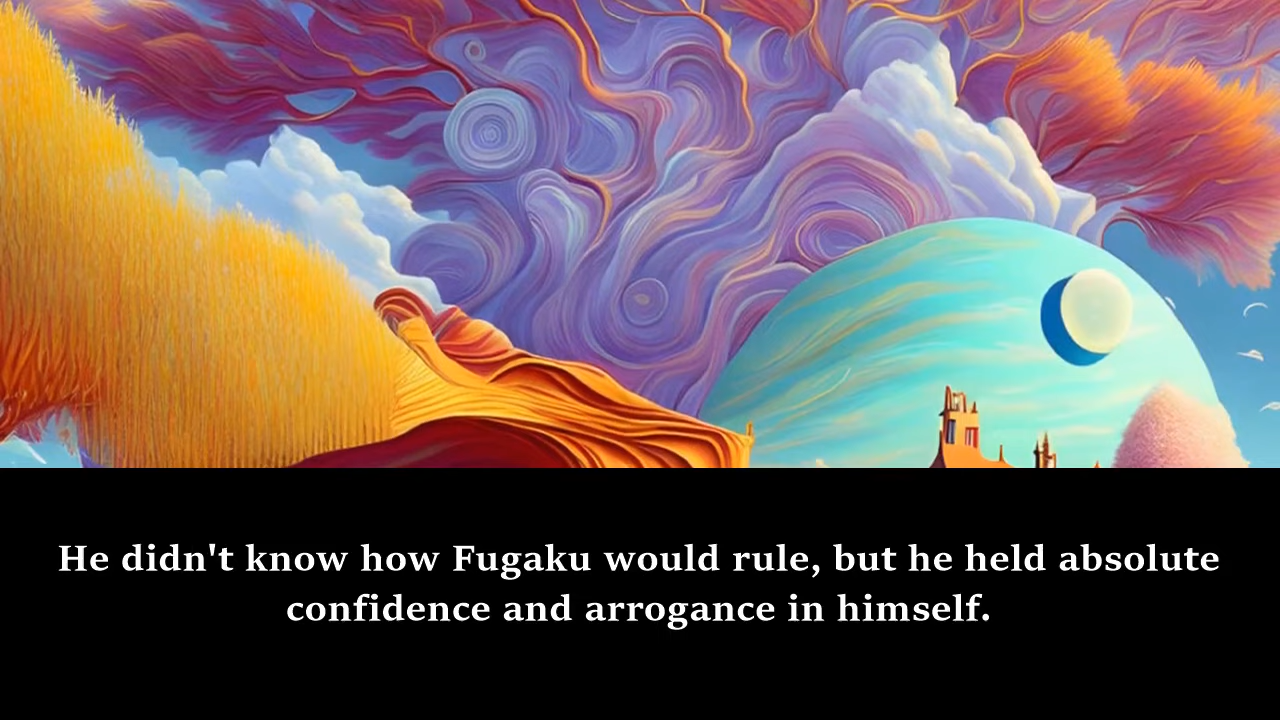 He didn't know how Fugaku would rule, but he held absolute
confidence and arrogance in himself.